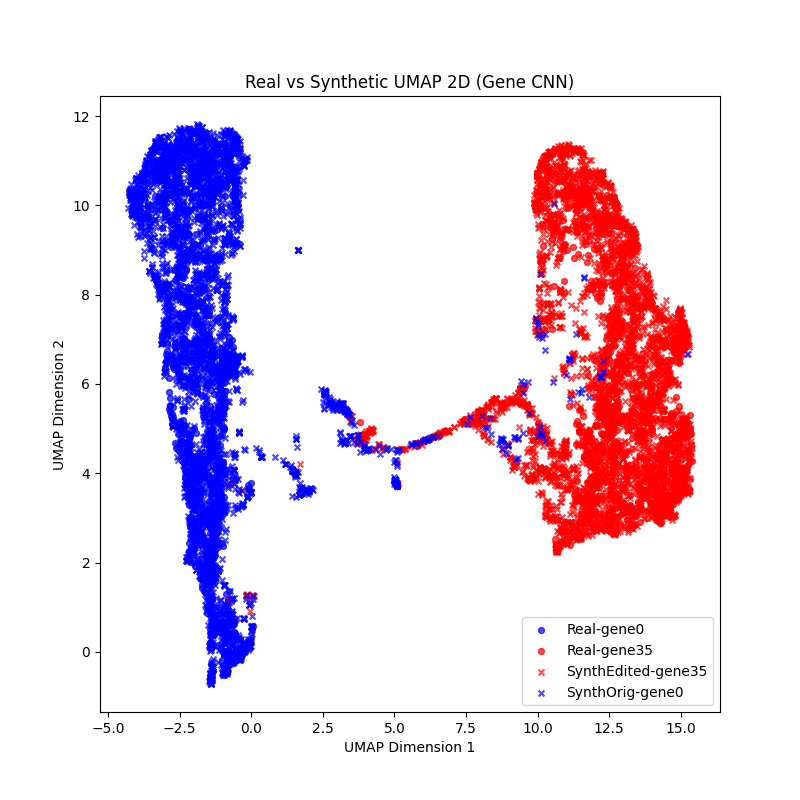 Real vs Synthetic UMAP 2D (Gene CNN)
12
10
8
6
4
2
0
UMAP Dimension 2
−5.0 −2.5 0.0 2.5 5.0 7.5 10.0 12.5 15.0
UMAP Dimension 1
Real-gene0
Real-gene35
SynthEdited-gene35
SynthOrig-gene0